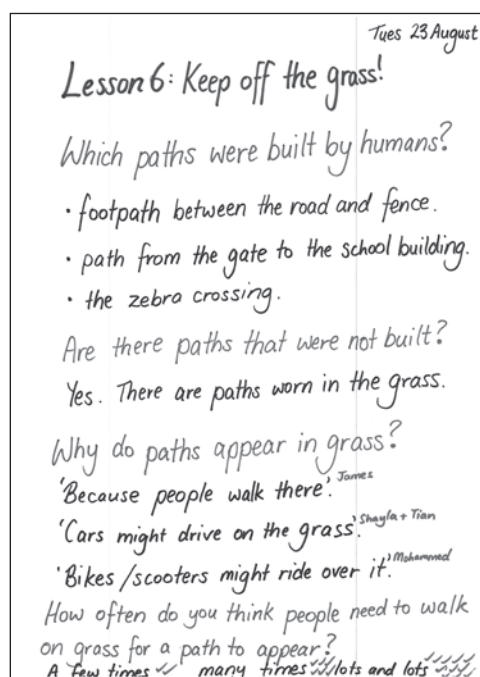 Tues 23 August
Lesson 6: Keep off the grass!
Which paths were built by humans?
• footpath between the road and fence.
• path from the gate to the school building.
• the zebra crossing.
Are there paths that were not built?
Yes. There are paths worn in the grass.
Why do paths appear in grass?
'Because people walk there'. James
'Cars might drive on the grass'. Shayla + Tian
'Bikes/scooters might ride over it'. Mohammed
How often do you think people need to walk
on grass for a path to appear?
A few times ✓✓ many times ✓✓✓✓✓ lots and lots ✓✓✓✓✓✓✓✓